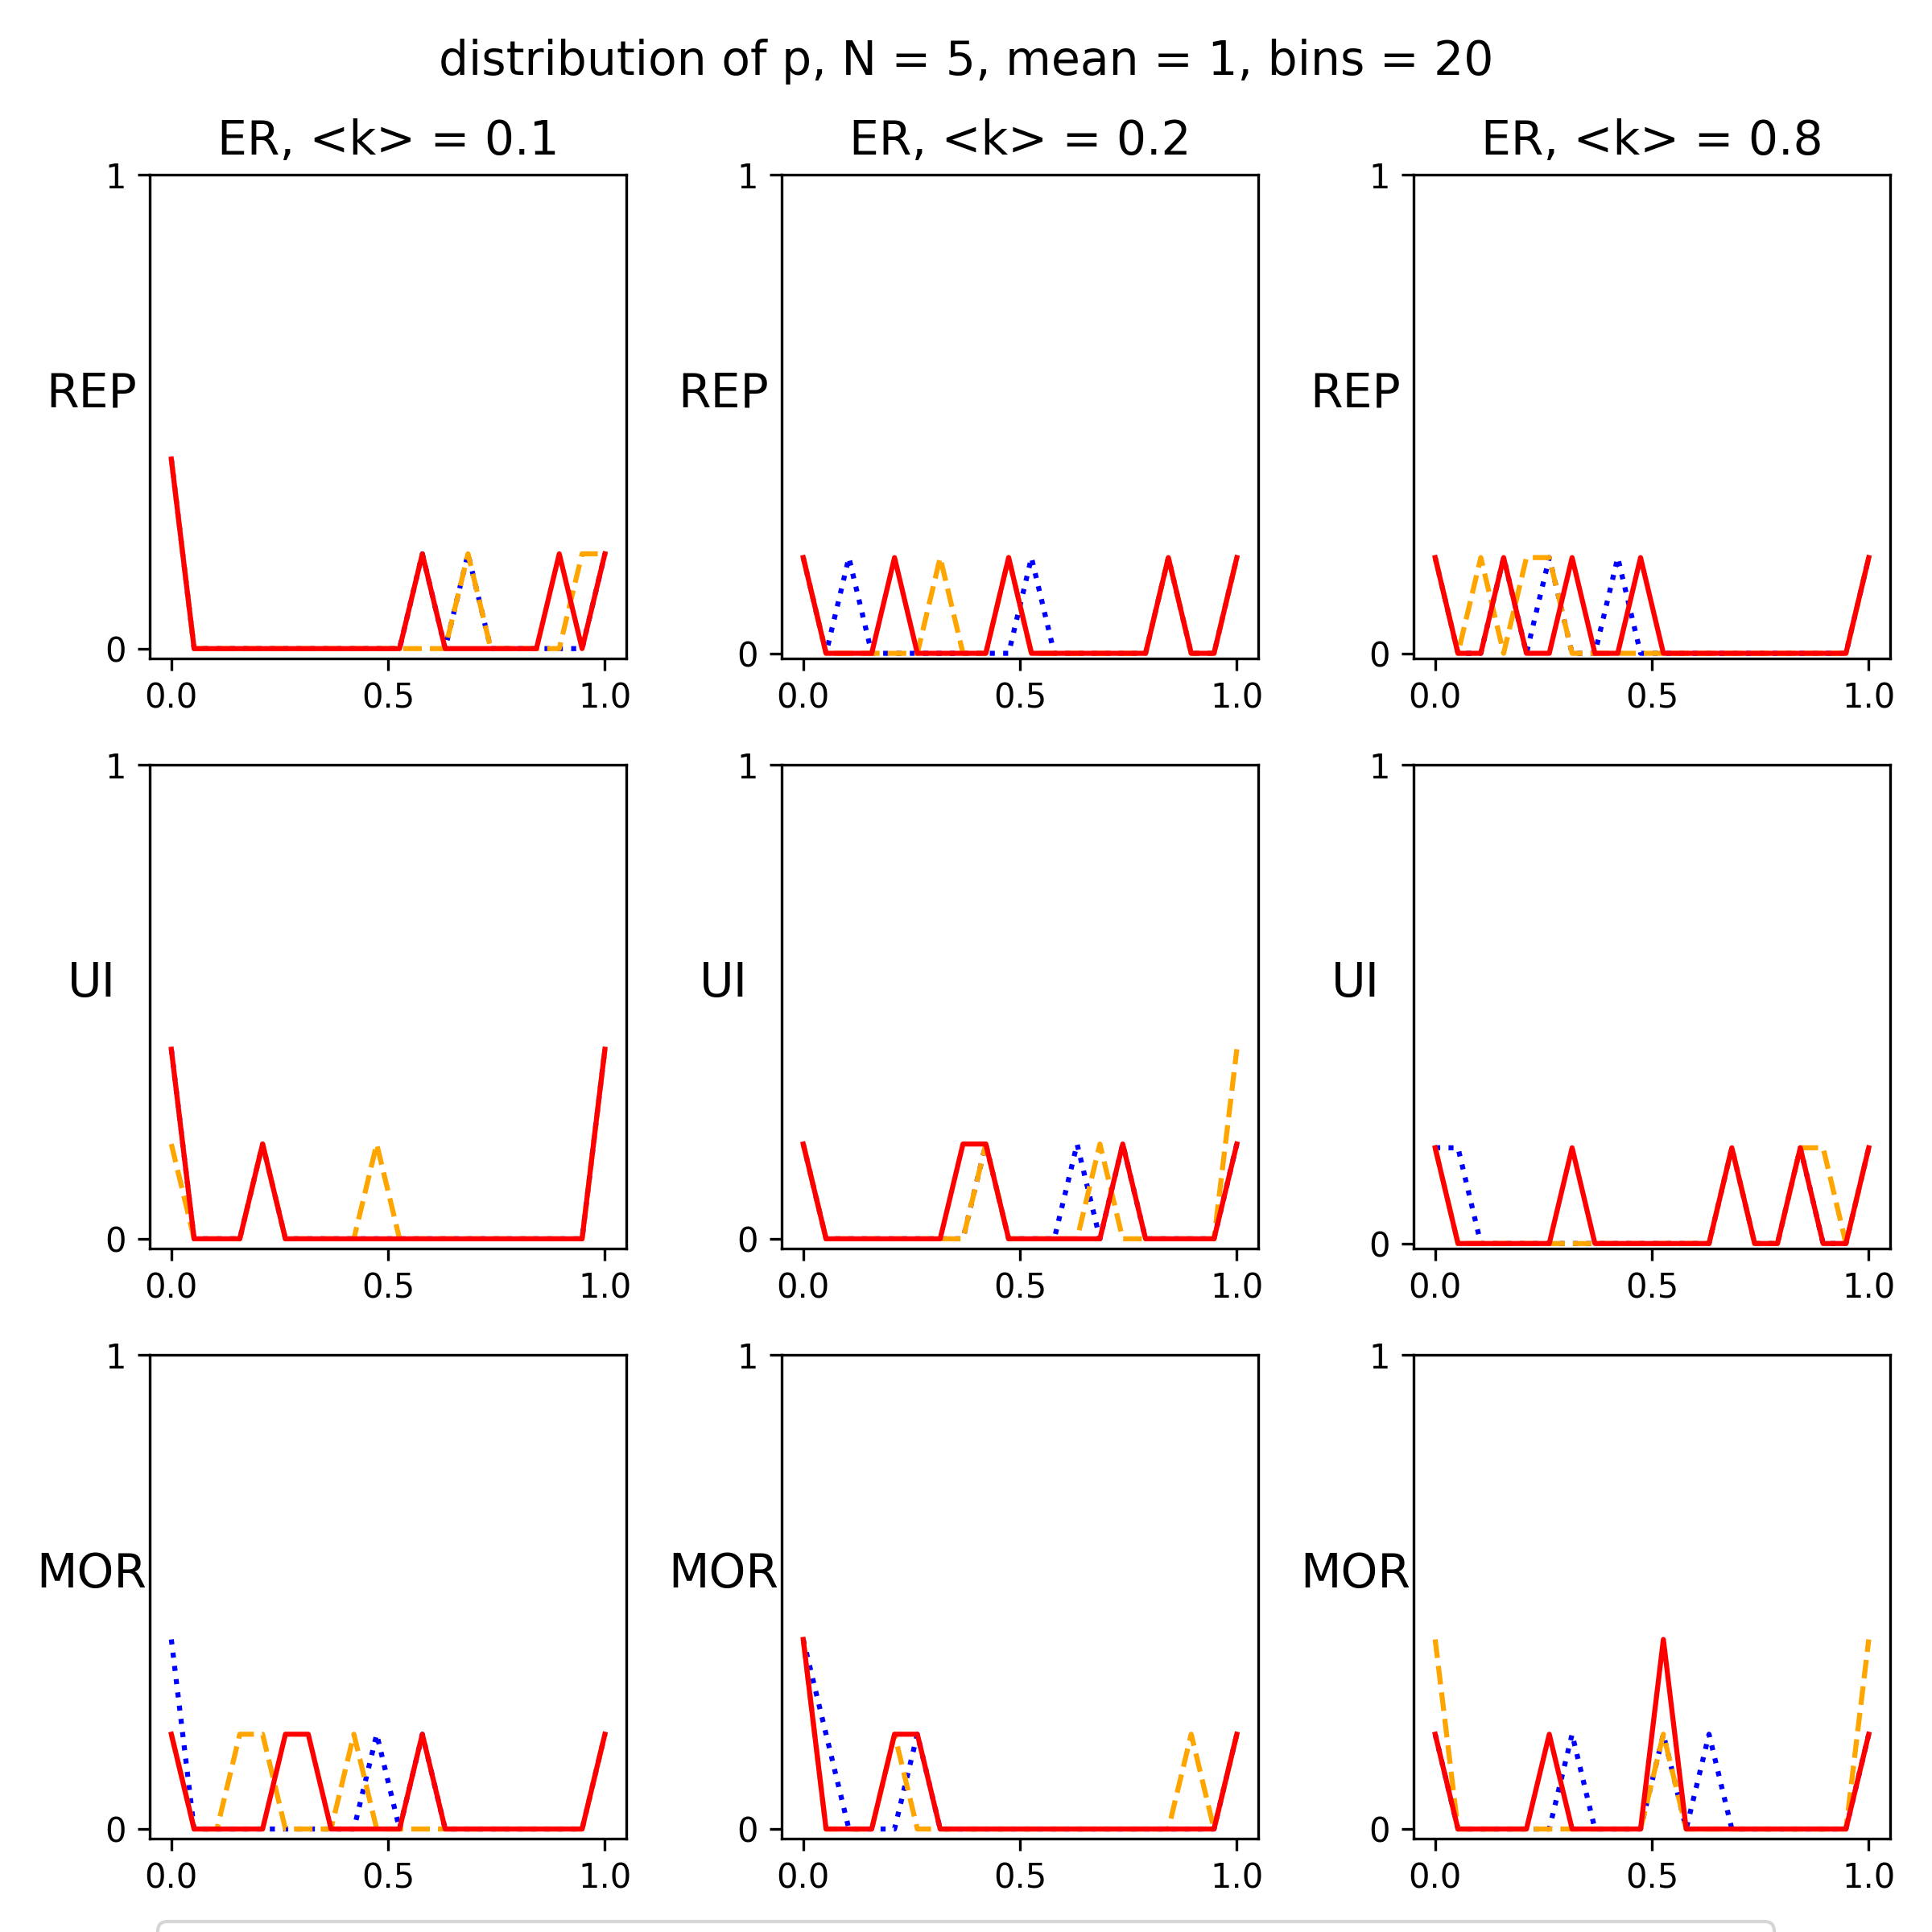 distribution of p, N = 5, mean = 1, bins = 20
ER, <k> = 0.1 ER, <k> = 0.2 ER, <k> = 0.8
1 1 1
REP REP REP
0 0 0
0.0 0.5 1.0 0.0 0.5 1.0 0.0 0.5 1.0
1 1 1
UI UI UI
0 0 0
0.0 0.5 1.0 0.0 0.5 1.0 0.0 0.5 1.0
1 1 1
MOR MOR MOR
0 0 0
0.0 0.5 1.0 0.0 0.5 1.0 0.0 0.5 1.0